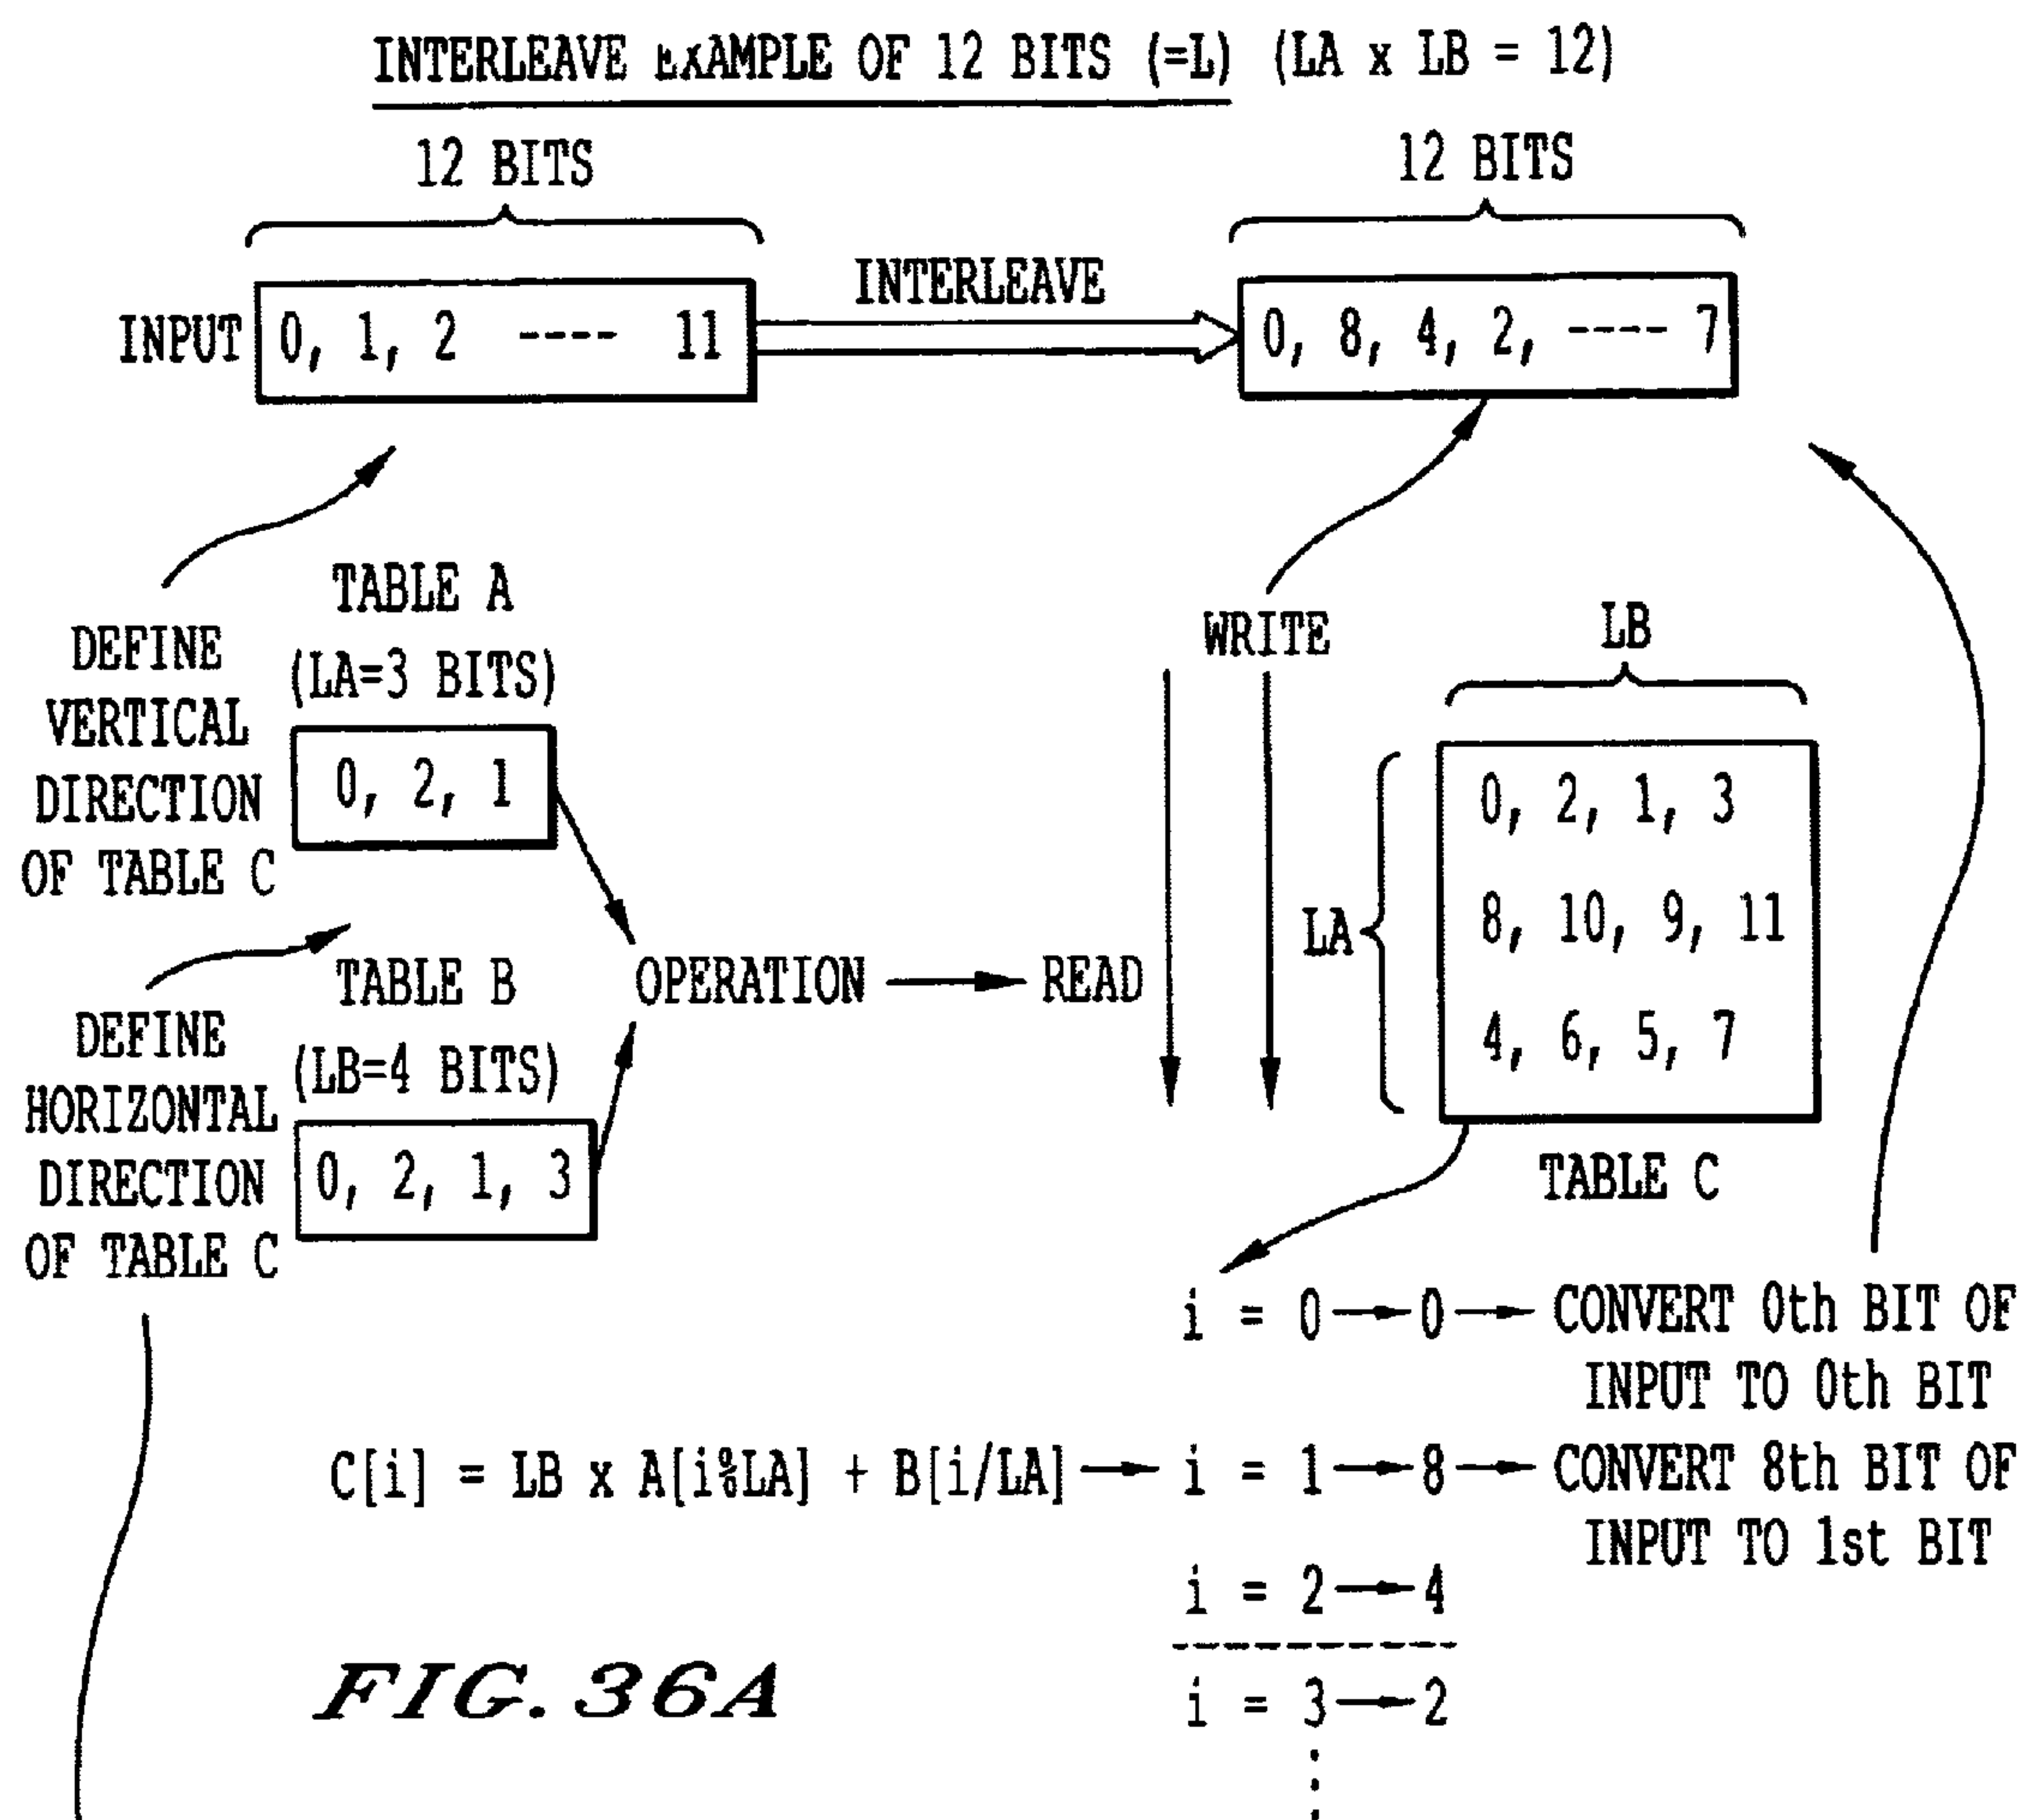 INTERLEAVE EXAMPLE OF 12 BITS (=L) (LA x LB = 12)
12 BITS
12 BITS
INPUT
0, 1, 2 ---- 11
INTERLEAVE
0, 8, 4, 2, ---- 7
DEFINE
VERTICAL
DIRECTION
OF TABLE C
TABLE A
(LA=3 BITS)
0, 2, 1
DEFINE
HORIZONTAL
DIRECTION
OF TABLE C
TABLE B
(LB=4 BITS)
0, 2, 1, 3
OPERATION
READ
WRITE
LB
LA
0, 2, 1, 3
8, 10, 9, 11
4, 6, 5, 7
TABLE C
i = 0 → 0 → CONVERT 0th BIT OF
INPUT TO 0th BIT
C[i] = LB x A[i%LA] + B[i/LA] → i = 1 → 8 → CONVERT 8th BIT OF
INPUT TO 1st BIT
i = 2 → 4
i = 3 → 2
FIG. 36A